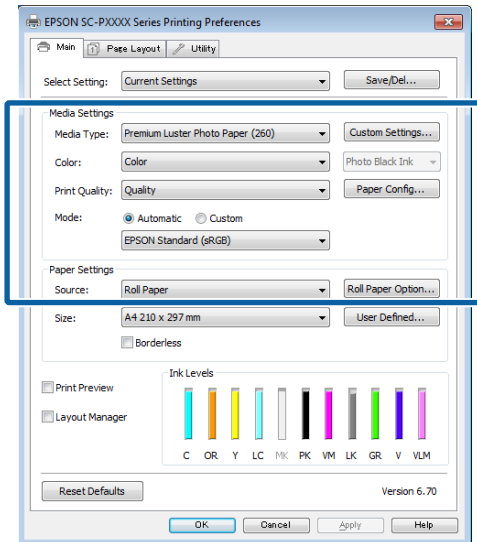 EPSON SC-PXXXX Series Printing Preferences
Main Page Layout Utility
Select Setting: Current Settings Save/Del...
Media Settings
Media Type: Premium Luster Photo Paper (260) Custom Settings...
Color: Color Photo Black Ink
Print Quality: Quality Paper Config...
Mode: Automatic Custom
EPSON Standard (sRGB)
Paper Settings
Source: Roll Paper Roll Paper Option...
Size: A4 210 x 297 mm User Defined...
Borderless
Ink Levels
Print Preview
Layout Manager
C OR Y LC MK PK VM LK GR V VLM
Reset Defaults Version 6.70
OK Cancel Apply Help